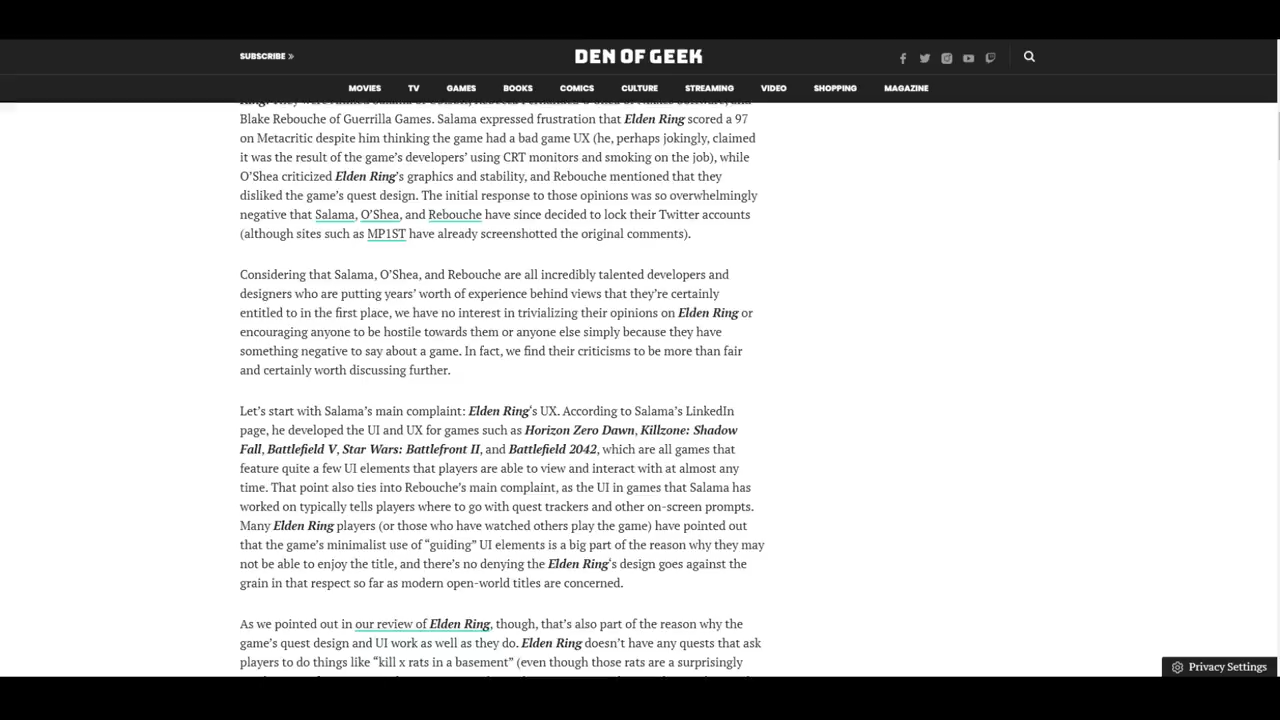 SUBSCRIBE »
DEN OF GEEK
MOVIES TV GAMES BOOKS COMICS CULTURE STREAMING VIDEO SHOPPING MAGAZINE
Blake Rebouche of Guerrilla Games. Salama expressed frustration that Elden Ring scored a 97
on Metacritic despite him thinking the game had a bad game UX (he, perhaps jokingly, claimed
it was the result of the game's developers' using CRT monitors and smoking on the job), while
O'Shea criticized Elden Ring's graphics and stability, and Rebouche mentioned that they
disliked the game's quest design. The initial response to those opinions was so overwhelmingly
negative that Salama, O'Shea, and Rebouche have since decided to lock their Twitter accounts
(although sites such as MP1ST have already screenshotted the original comments).
Considering that Salama, O'Shea, and Rebouche are all incredibly talented developers and
designers who are putting years' worth of experience behind views that they're certainly
entitled to in the first place, we have no interest in trivializing their opinions on Elden Ring or
encouraging anyone to be hostile towards them or anyone else simply because they have
something negative to say about a game. In fact, we find their criticisms to be more than fair
and certainly worth discussing further.
Let's start with Salama's main complaint: Elden Ring's UX. According to Salama's LinkedIn
page, he developed the UI and UX for games such as Horizon Zero Dawn, Killzone: Shadow
Fall, Battlefield V, Star Wars: Battlefront II, and Battlefield 2042, which are all games that
feature quite a few UI elements that players are able to view and interact with at almost any
time. That point also ties into Rebouche's main complaint, as the UI in games that Salama has
worked on typically tells players where to go with quest trackers and other on-screen prompts.
Many Elden Ring players (or those who have watched others play the game) have pointed out
that the game's minimalist use of "guiding" UI elements is a big part of the reason why they may
not be able to enjoy the title, and there's no denying the Elden Ring's design goes against the
grain in that respect so far as modern open-world titles are concerned.
As we pointed out in our review of Elden Ring, though, that's also part of the reason why the
game's quest design and UI work as well as they do. Elden Ring doesn't have any quests that ask
players to do things like "kill x rats in a basement" (even though those rats are a surprisingly
Privacy Settings